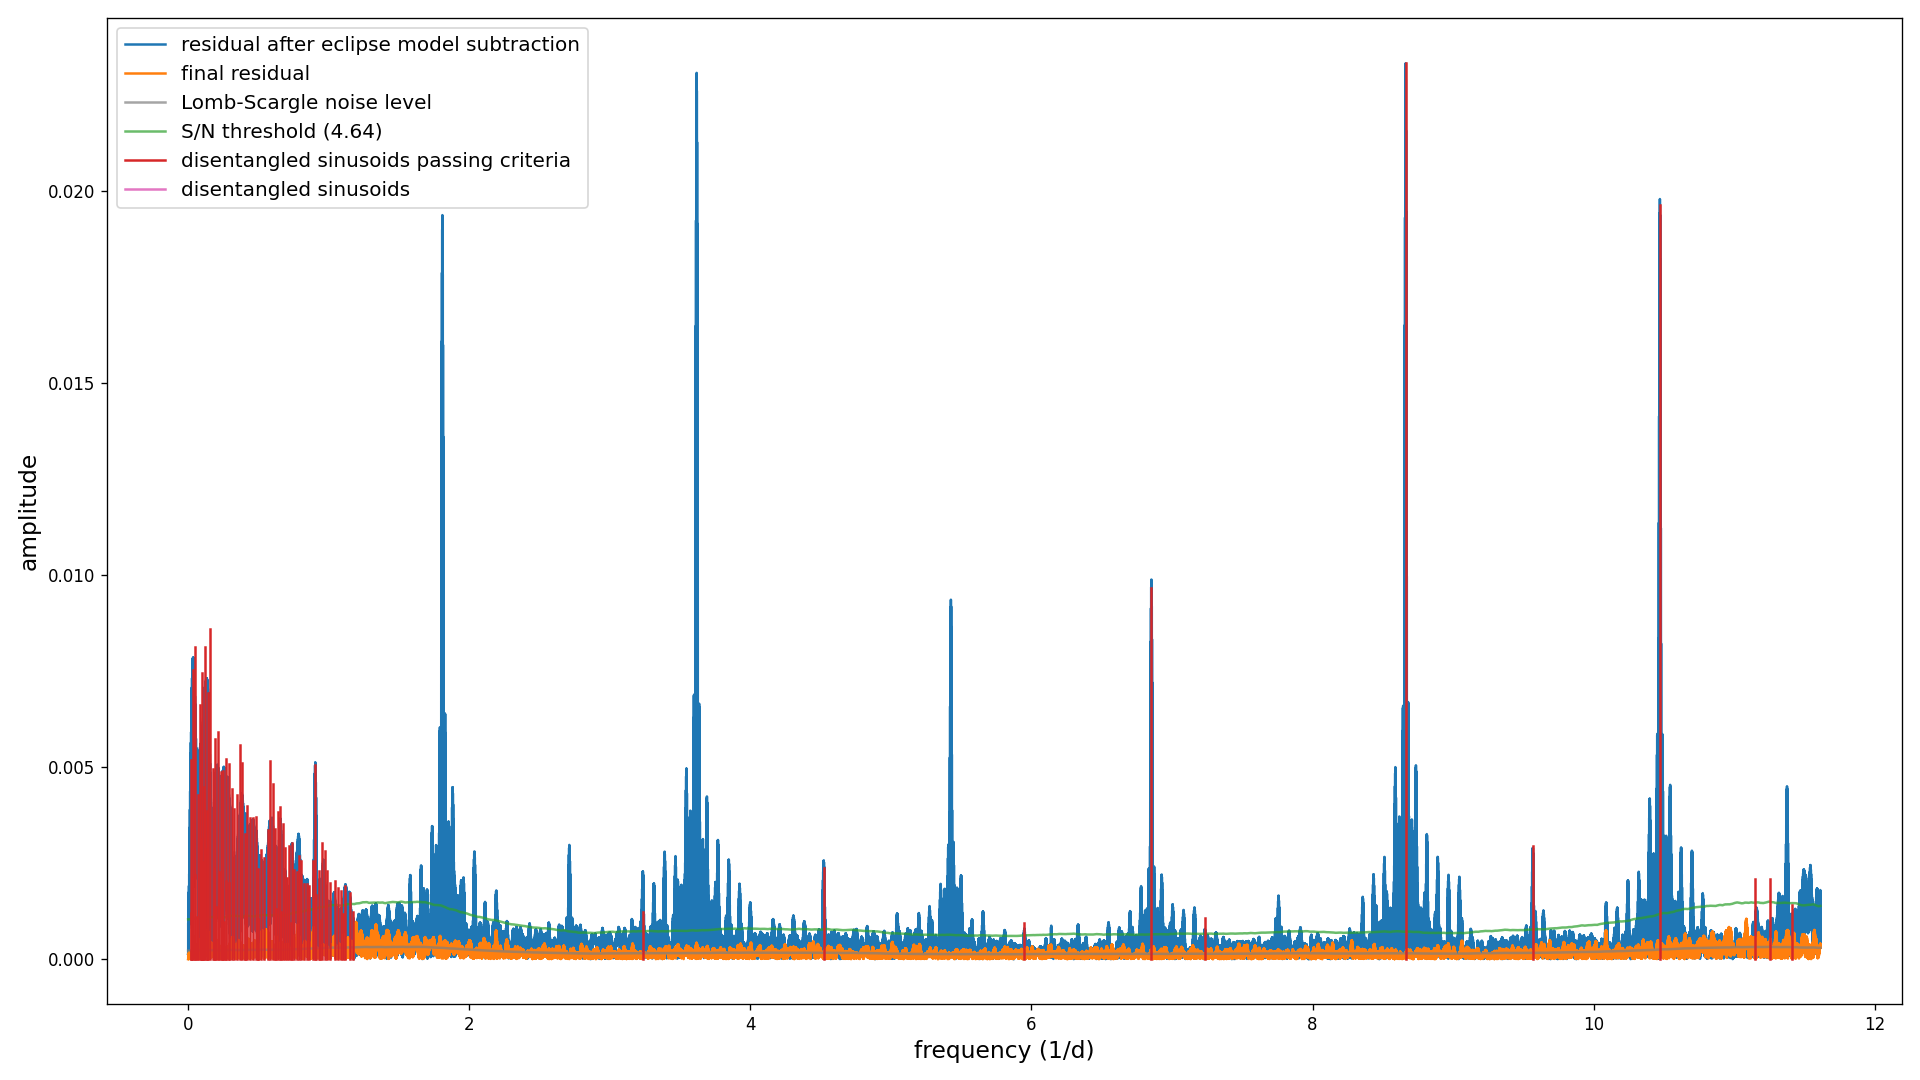 residual after eclipse model subtraction
final residual
Lomb-Scargle noise level
S/N threshold (4.64)
disentangled sinusoids passing criteria
disentangled sinusoids
0.020
0.015
0.010
0.005
0.000
amplitude
0 2 4 6 8 10 12
frequency (1/d)